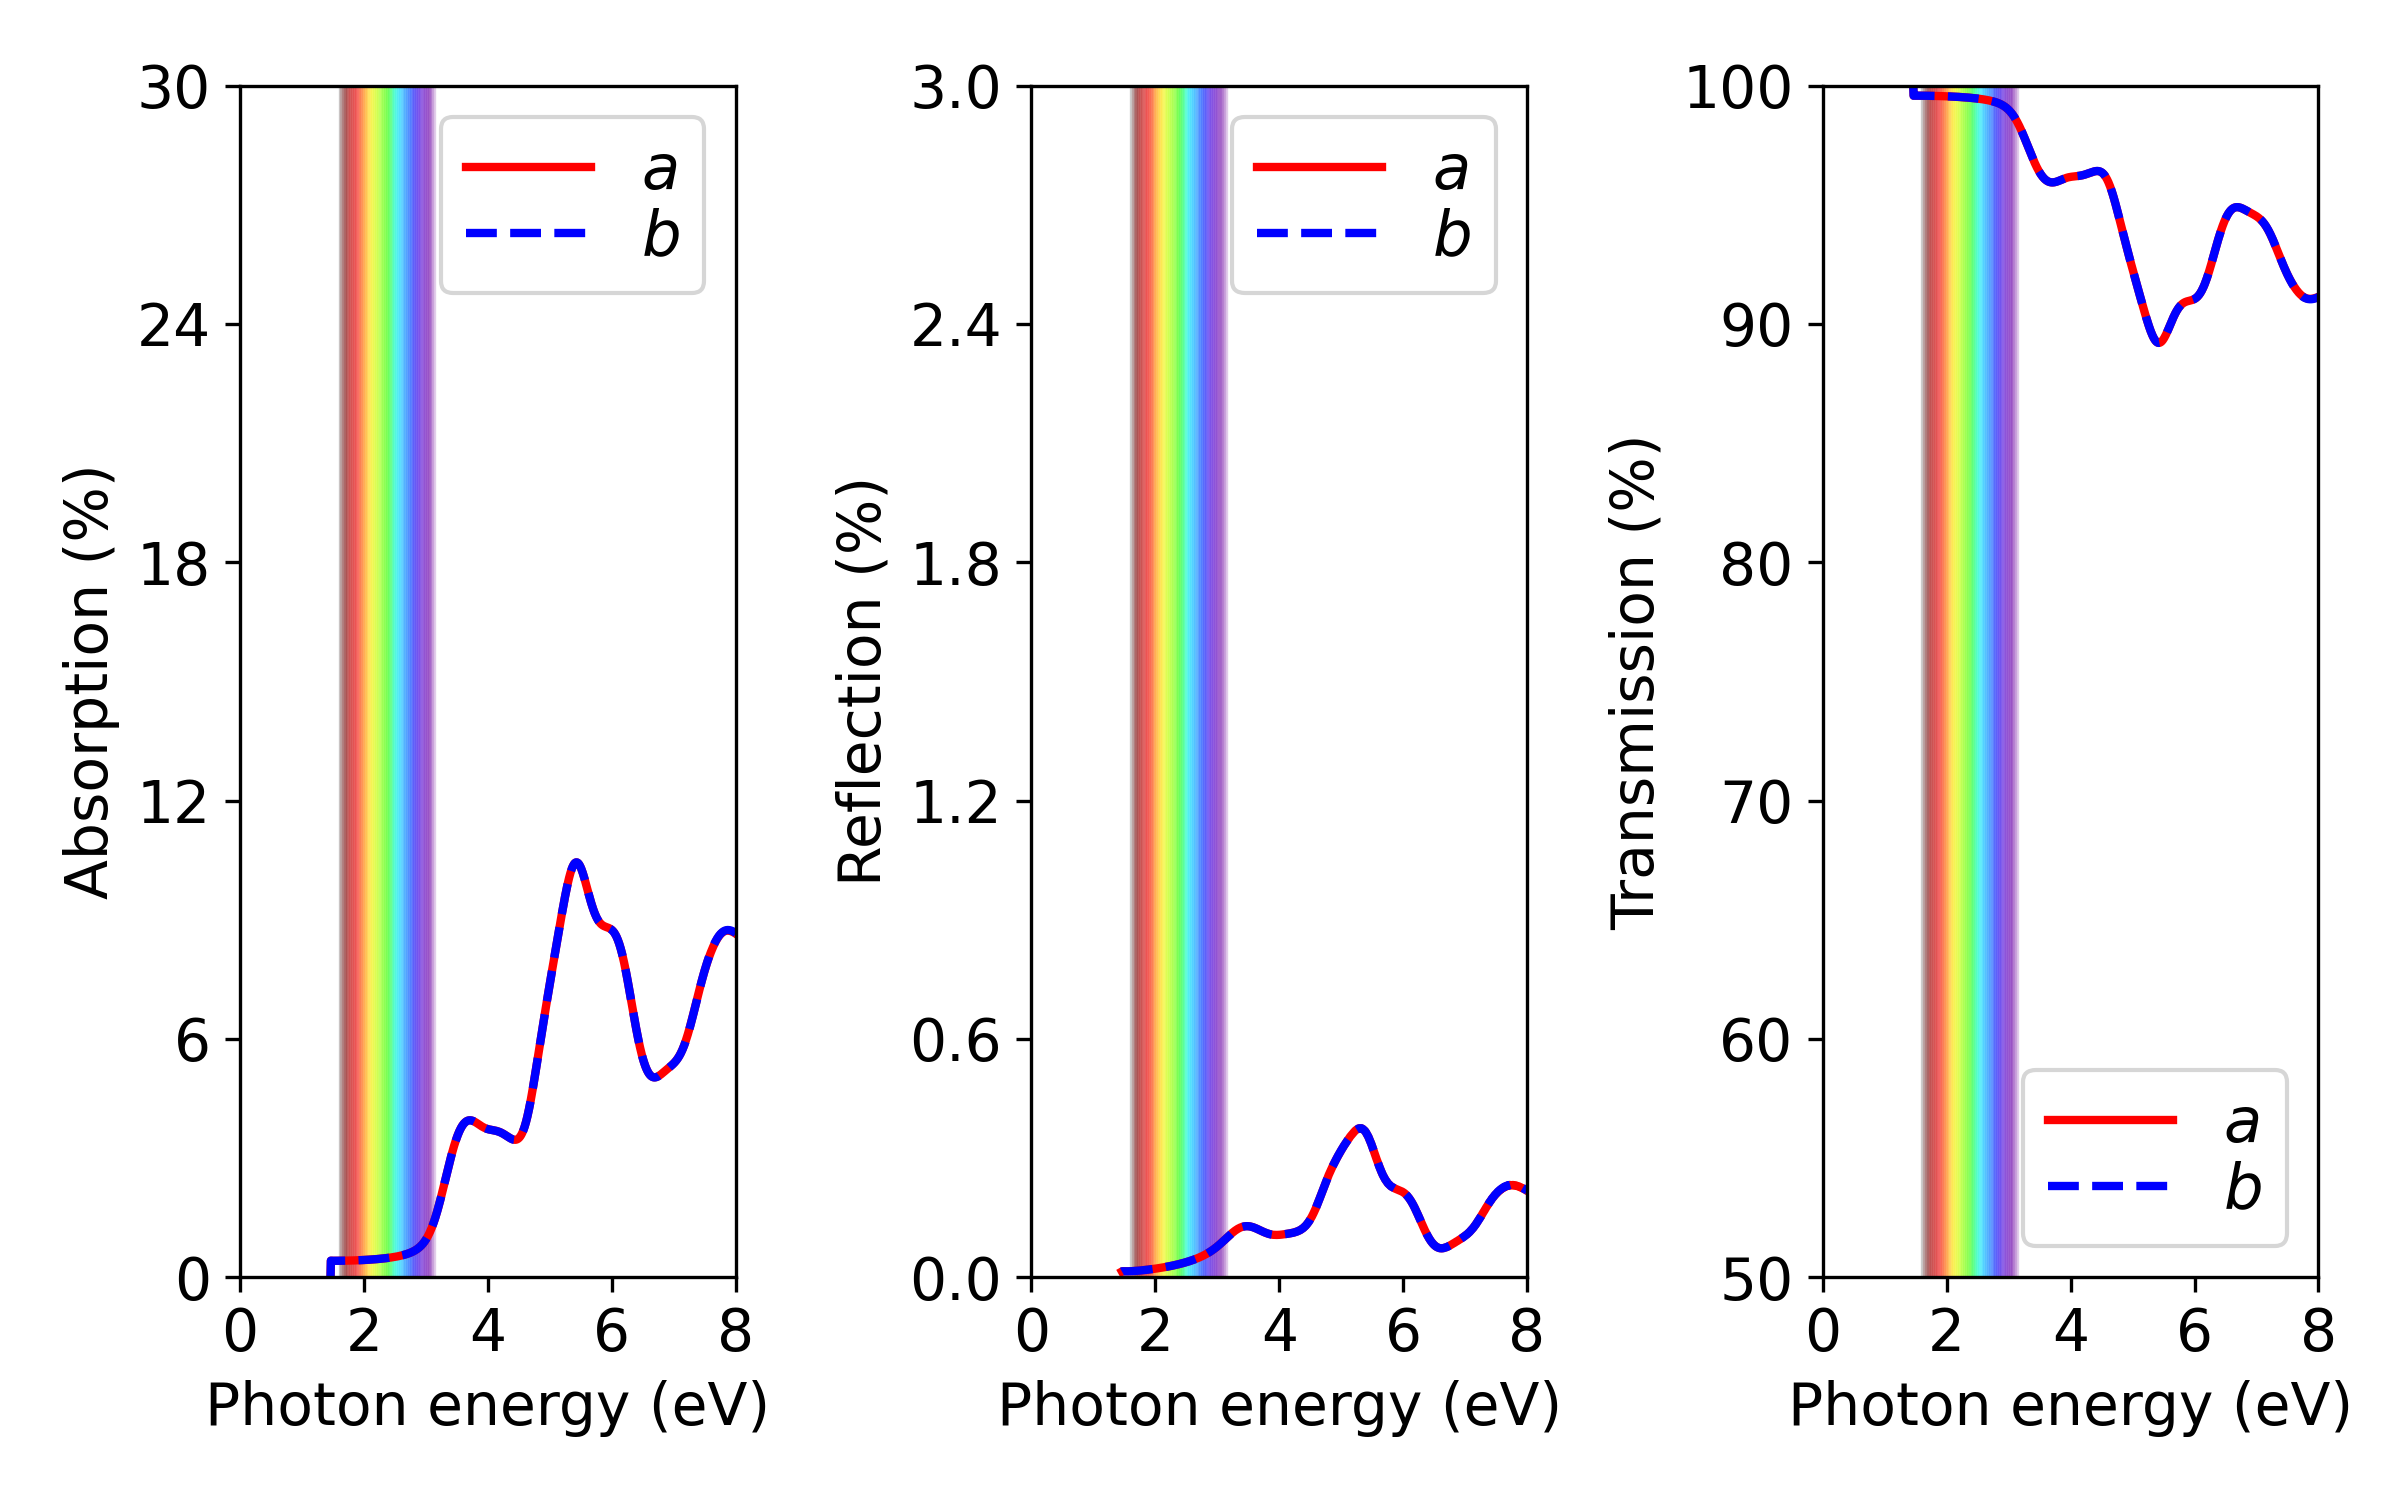 30
24
18
12
6
0
Absorption (%)
a
b
0 2 4 6 8
Photon energy (eV)
3.0
2.4
1.8
1.2
0.6
0.0
Reflection (%)
a
b
0 2 4 6 8
Photon energy (eV)
100
90
80
70
60
50
Transmission (%)
a
b
0 2 4 6 8
Photon energy (eV)